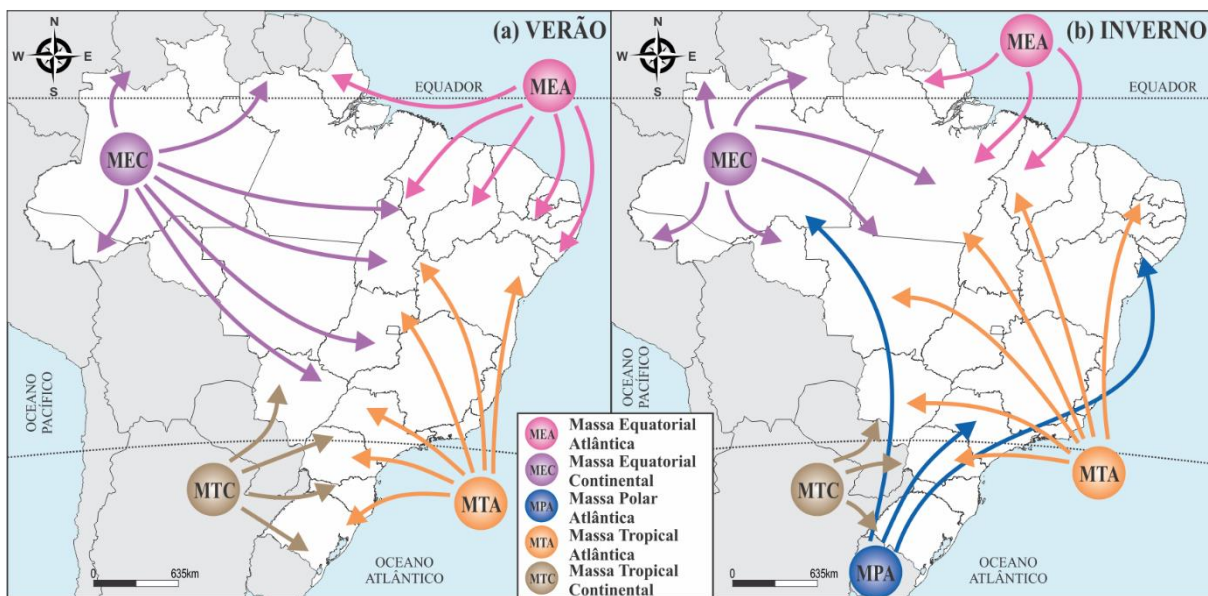 (a) VERÃO
N
W E
S
EQUADOR
MEA
MEC
MTC
MTA
OCEANO
PACÍFICO
OCEANO
ATLÂNTICO
0 635km
(b) INVERNO
N
W E
S
EQUADOR
MEA
MEC
MTC
MTA
MPA
OCEANO
PACÍFICO
OCEANO
ATLÂNTICO
0 635km
MEA Massa Equatorial
Atlântica
MEC Massa Equatorial
Continental
MPA Massa Polar
Atlântica
MTA Massa Tropical
Atlântica
MTC Massa Tropical
Continental